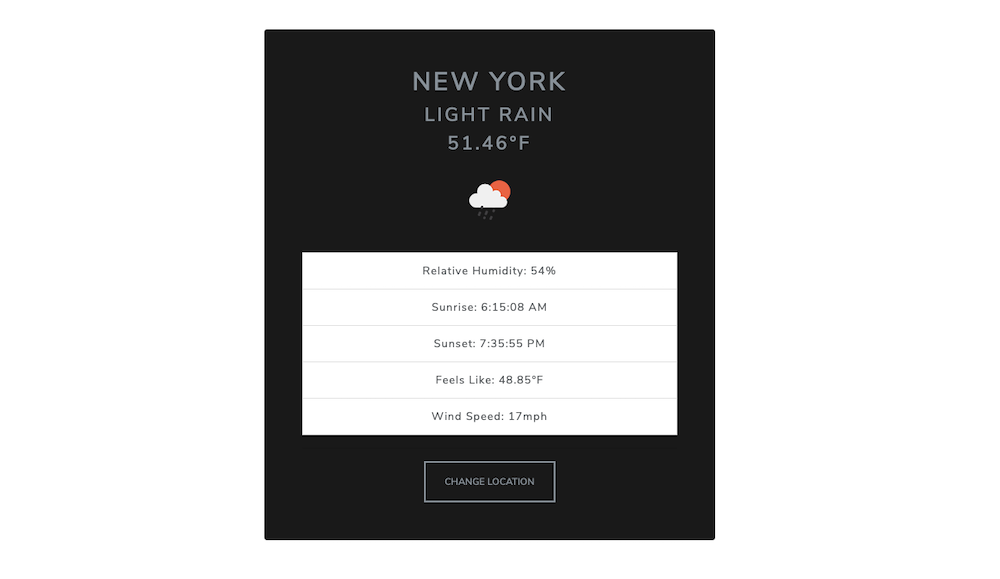 NEW YORK
LIGHT RAIN
51.46°F
Relative Humidity: 54%
Sunrise: 6:15:08 AM
Sunset: 7:35:55 PM
Feels Like: 48.85°F
Wind Speed: 17mph
CHANGE LOCATION